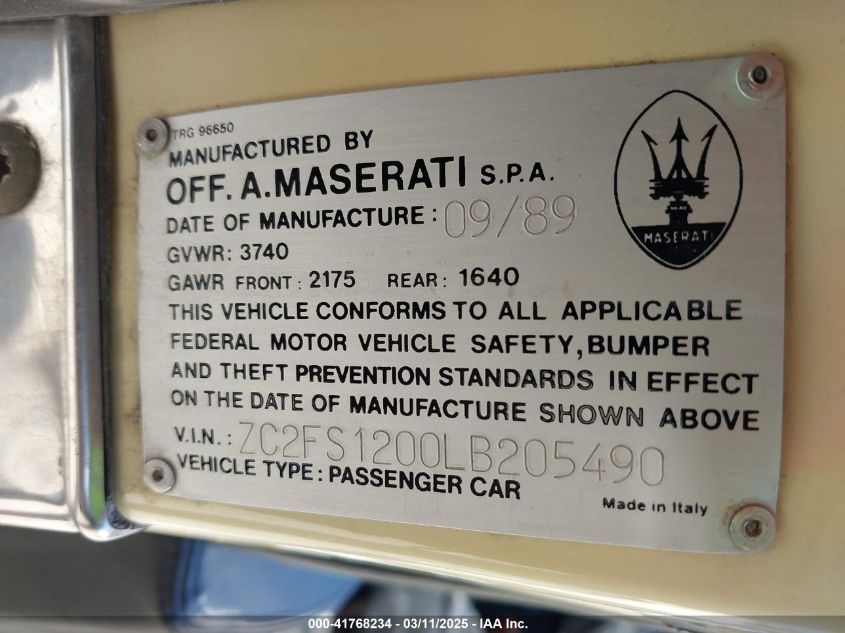 TRG 96650
MANUFACTURED BY
OFF. A. MASERATI S.P.A.
DATE OF MANUFACTURE: 09/89
GVWR: 3740
GAWR FRONT: 2175 REAR: 1640
THIS VEHICLE CONFORMS TO ALL APPLICABLE
FEDERAL MOTOR VEHICLE SAFETY, BUMPER
AND THEFT PREVENTION STANDARDS IN EFFECT
ON THE DATE OF MANUFACTURE SHOWN ABOVE
V.I.N.: ZC2FS1200LB205490
VEHICLE TYPE: PASSENGER CAR
Made in Italy
MASERATI
000-41768234 - 03/11/2025 - IAA Inc.